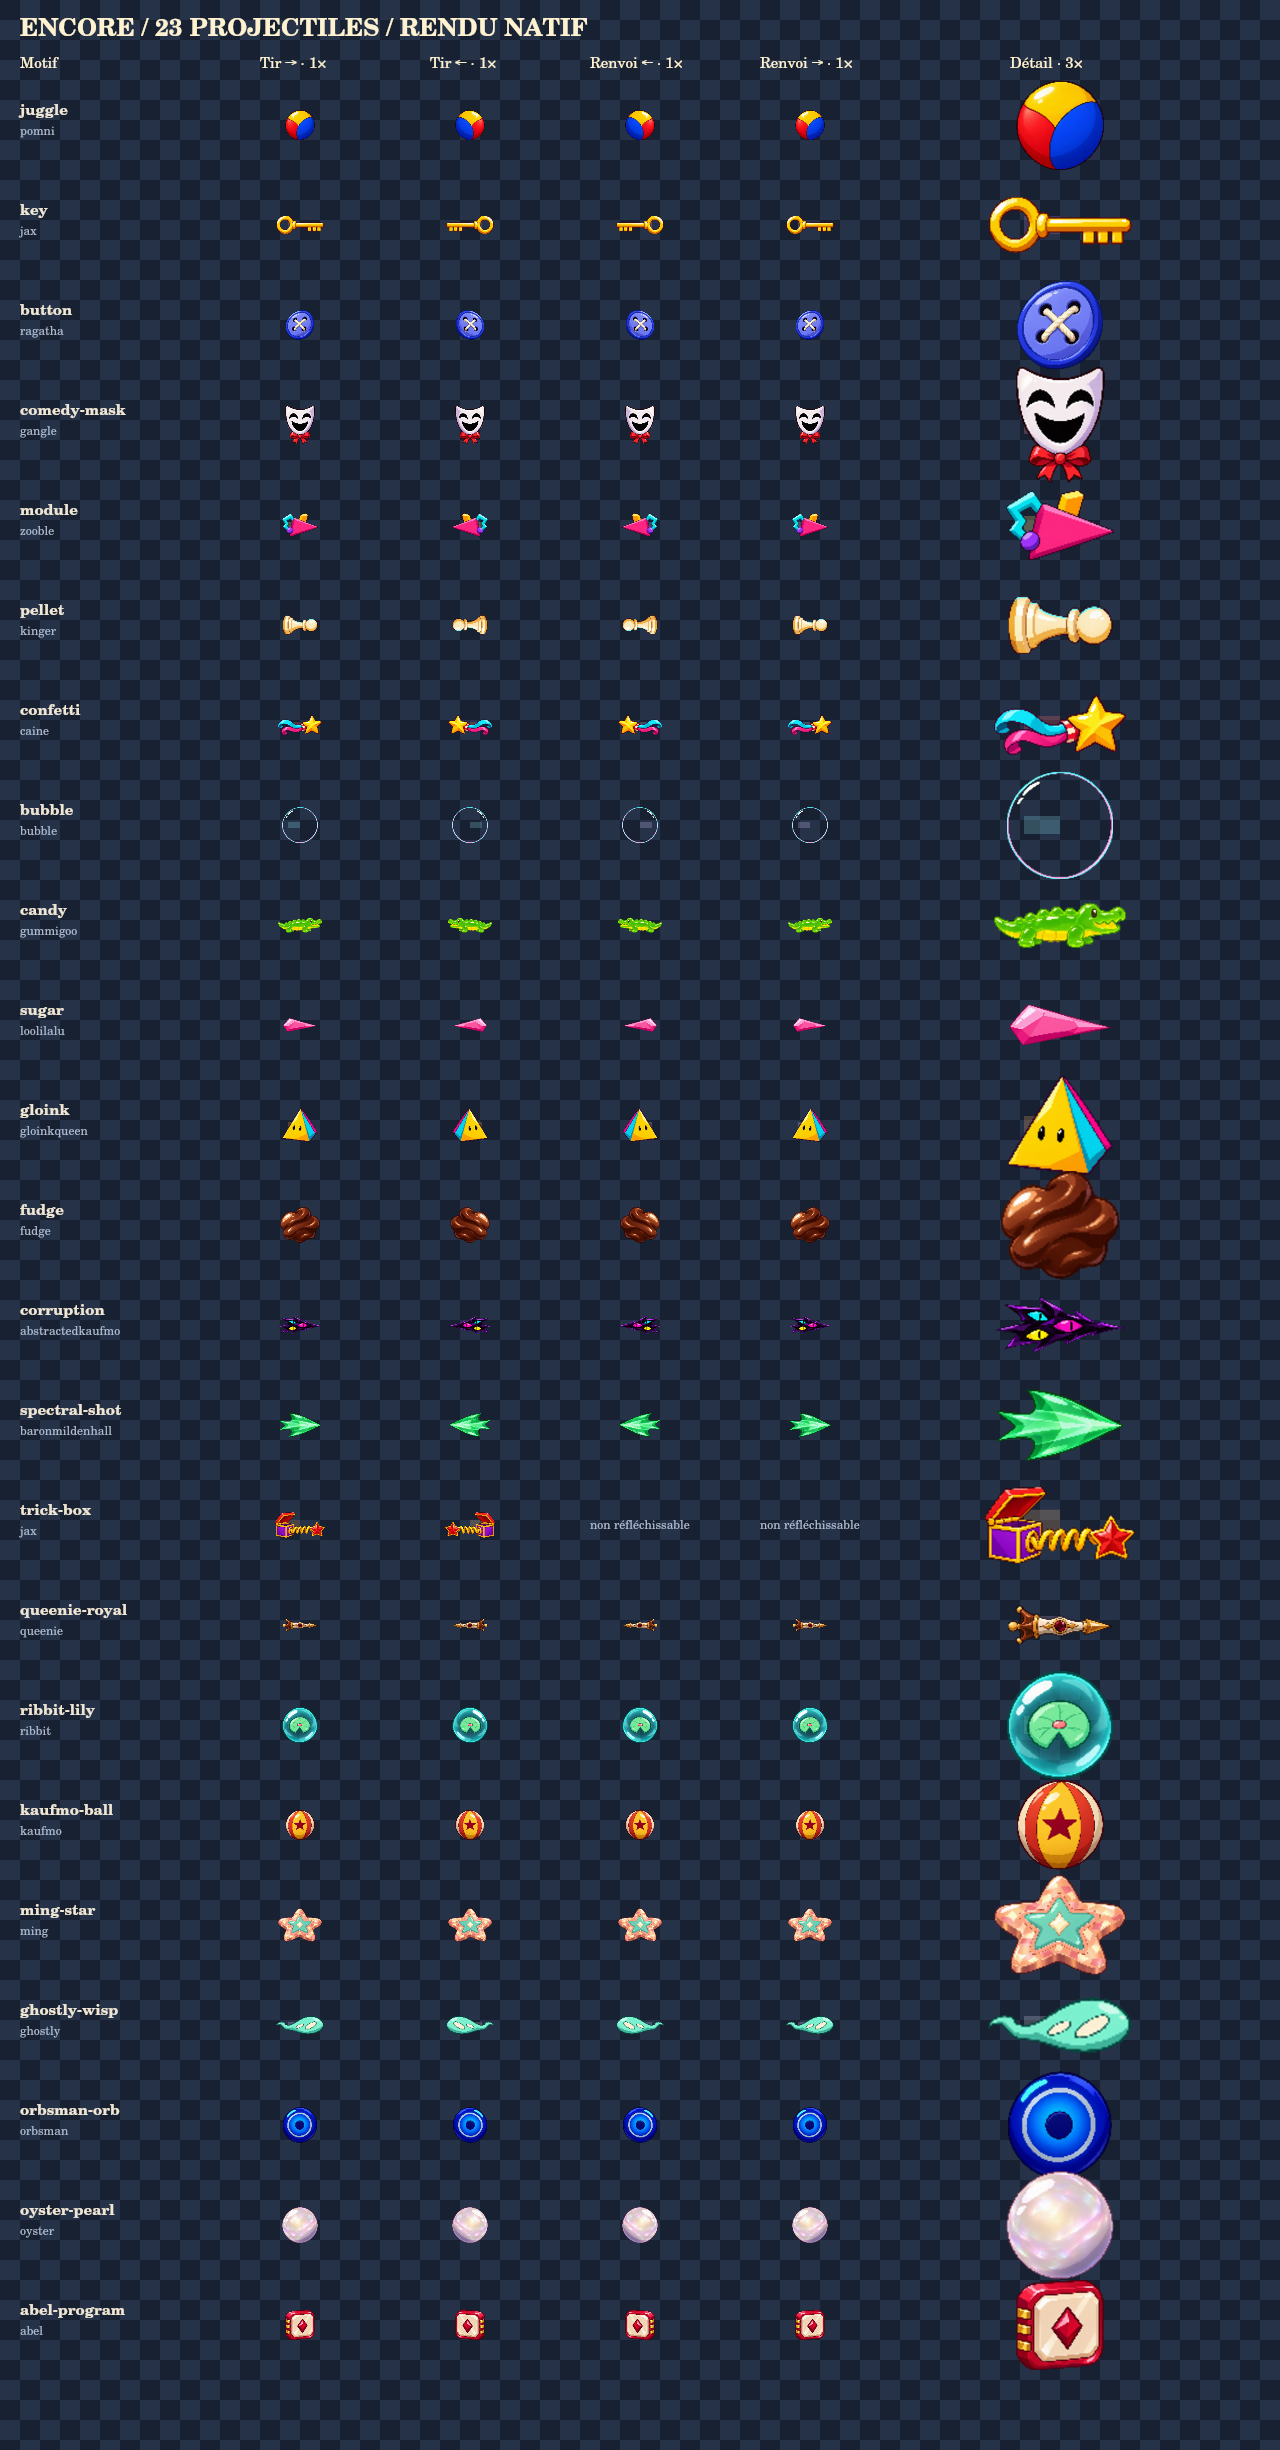 ENCORE / 23 PROJECTILES / RENDU NATIF
Motif Tir → · 1× Tir ← · 1× Renvoi ← · 1× Renvoi → · 1× Détail · 3×
juggle
pomni
key
jax
button
ragatha
comedy-mask
gangle
module
zooble
pellet
kinger
confetti
caine
bubble
bubble
candy
gummigoo
sugar
loolilalu
gloink
gloinkqueen
fudge
fudge
corruption
abstractedkaufmo
spectral-shot
baronmildenhall
trick-box
jax
non réfléchissable non réfléchissable
queenie-royal
queenie
ribbit-lily
ribbit
kaufmo-ball
kaufmo
ming-star
ming
ghostly-wisp
ghostly
orbsman-orb
orbsman
oyster-pearl
oyster
abel-program
abel